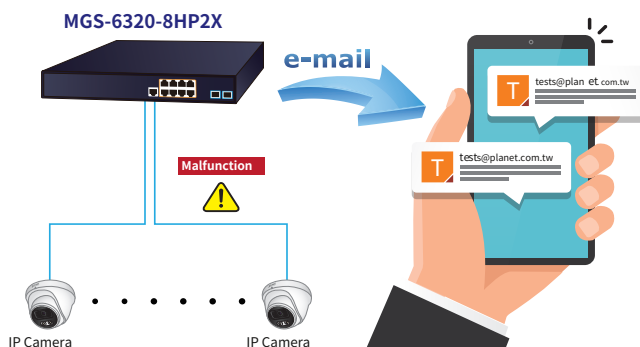 MGS-6320-8HP2X
e-mail
T
tests@plan et.com.tw
T
tests@planet.com.tw
Malfunction
IP Camera
IP Camera